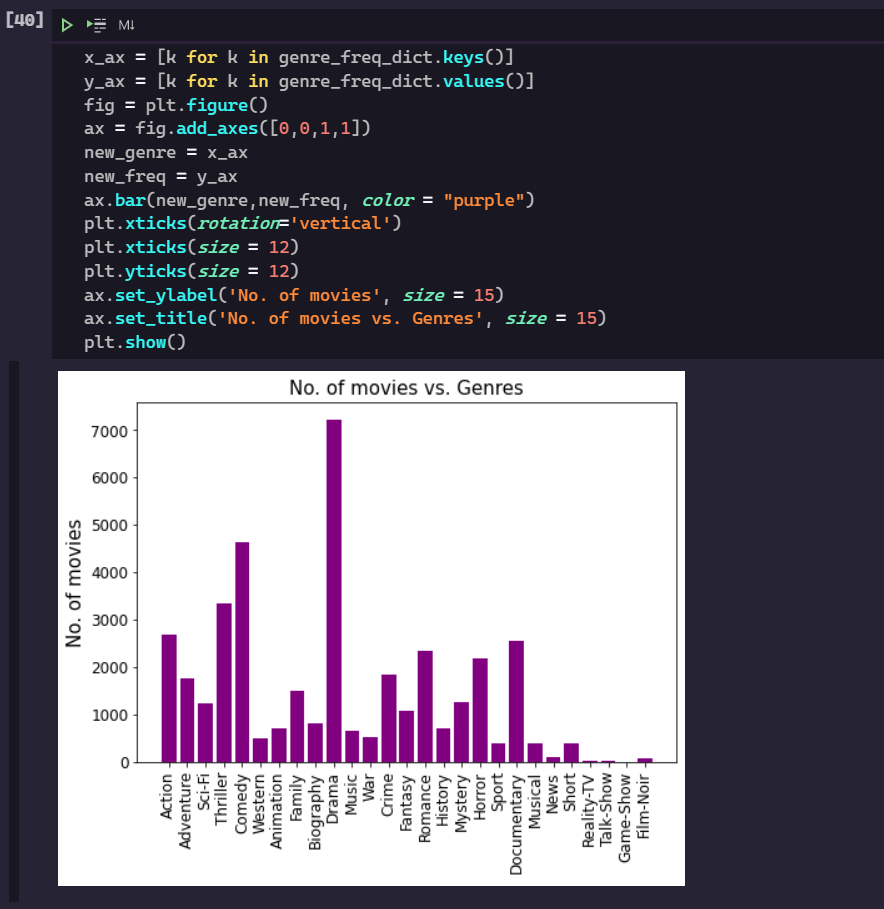 [40]
M↓
x_ax = [k for k in genre_freq_dict.keys()]
y_ax = [k for k in genre_freq_dict.values()]
fig = plt.figure()
ax = fig.add_axes([0,0,1,1])
new_genre = x_ax
new_freq = y_ax
ax.bar(new_genre,new_freq, color = "purple")
plt.xticks(rotation='vertical')
plt.xticks(size = 12)
plt.yticks(size = 12)
ax.set_ylabel('No. of movies', size = 15)
ax.set_title('No. of movies vs. Genres', size = 15)
plt.show()
No. of movies vs. Genres
No. of movies
7000
6000
5000
4000
3000
2000
1000
0
Action
Adventure
Sci-Fi
Thriller
Comedy
Western
Animation
Family
Biography
Drama
Music
War
Crime
Fantasy
Romance
History
Mystery
Horror
Sport
Documentary
Musical
News
Short
Reality-TV
Talk-Show
Game-Show
Film-Noir